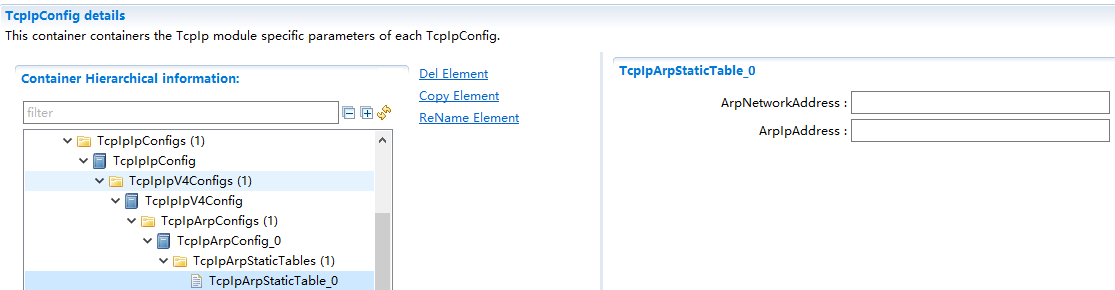 TcpIpConfig details
This container containers the TcpIp module specific parameters of each TcpIpConfig.
Container Hierarchical information:
filter
TcpIpIpConfigs (1)
TcpIpIpConfig
TcpIpIpV4Configs (1)
TcpIpIpV4Config
TcpIpArpConfigs (1)
TcpIpArpConfig_0
TcpIpArpStaticTables (1)
TcpIpArpStaticTable_0
Del Element
Copy Element
ReName Element
TcpIpArpStaticTable_0
ArpNetworkAddress :
ArpIpAddress :